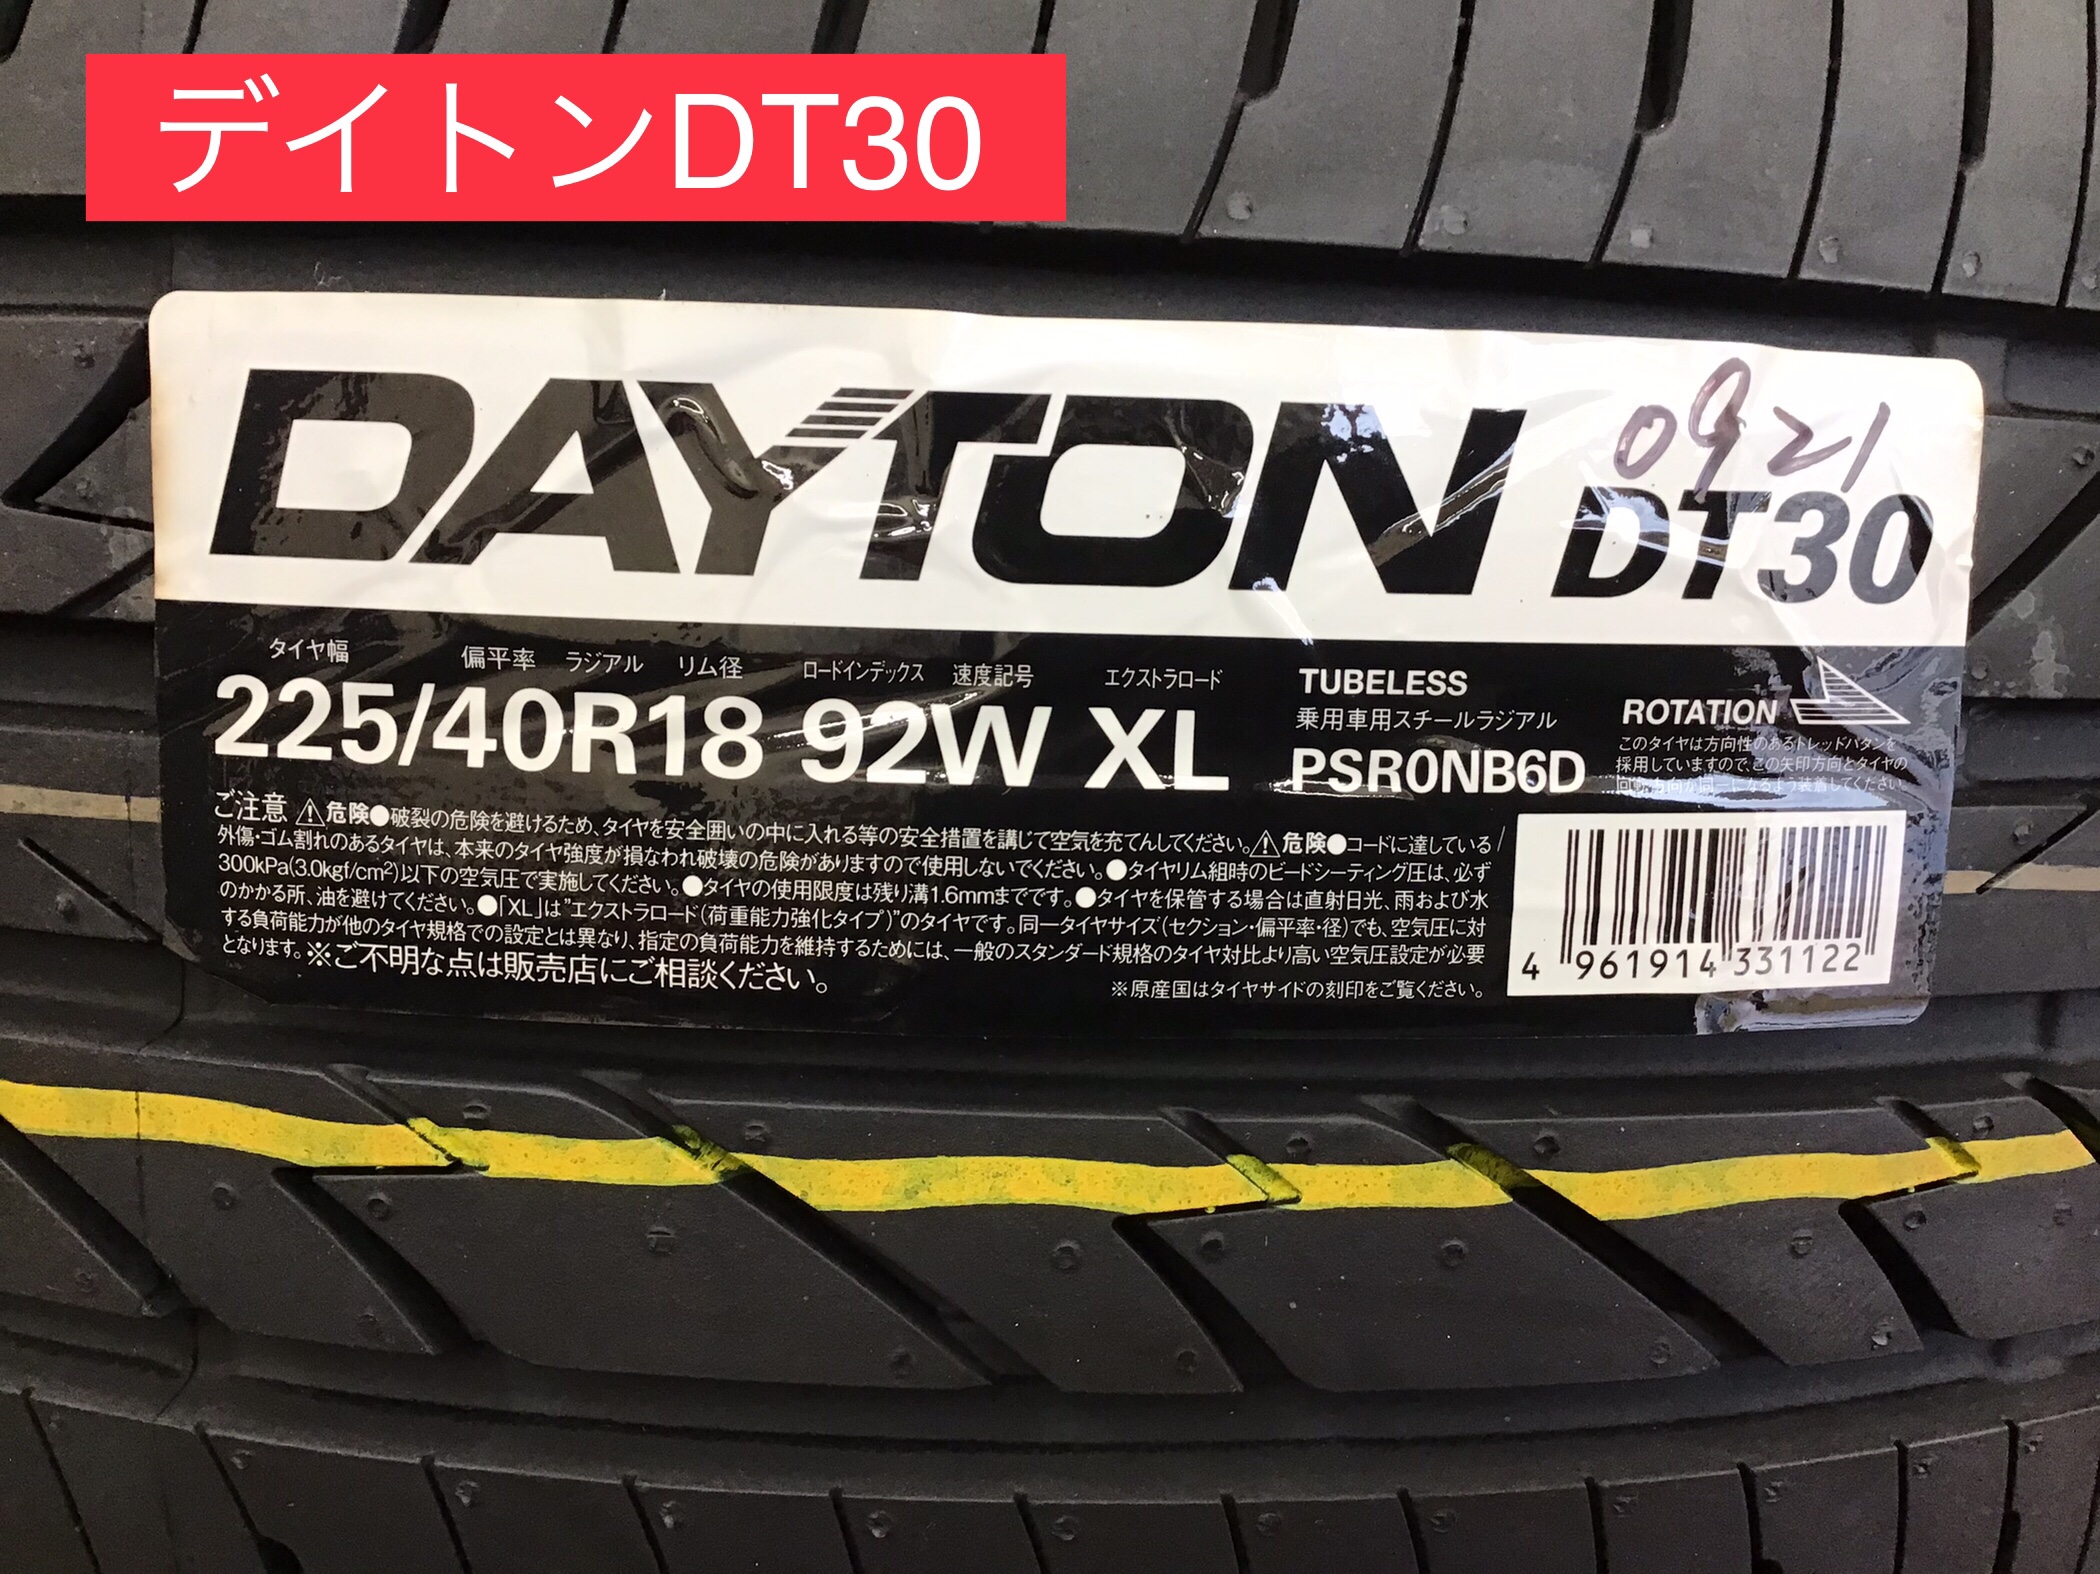 デイトンDT30
0921
DAYTON DT30
タイヤ幅 偏平率 ラジアル リム径 ロードインデックス 速度記号 エクストラロード
225/40R18 92W XL
TUBELESS
乗用車用スチールラジアル
PSR0NB6D
ROTATION
このタイヤは方向性のあるトレッドパタンを
採用していますので、この矢印方向とタイヤの
回転方向が同一になるよう装着してください。
ご注意 ⚠危険●破裂の危険を避けるため、タイヤを安全囲いの中に入れる等の安全措置を講じて空気を充てんしてください。⚠危険●コードに達している
外傷・ゴム割れのあるタイヤは、本来のタイヤ強度が損なわれ破壊の危険がありますので使用しないでください。●タイヤリム組時のビードシーティング圧は、必ず
300kPa(3.0kgf/cm²)以下の空気圧で実施してください。●タイヤの使用限度は残り溝1.6mmまでです。●タイヤを保管する場合は直射日光、雨および水
のかかる所、油を避けてください。●「XL」は"エクストラロード(荷重能力強化タイプ)"のタイヤです。同一タイヤサイズ(セクション・偏平率・径)でも、空気圧に対
する負荷能力が他のタイヤ規格での設定とは異なり、指定の負荷能力を維持するためには、一般のスタンダード規格のタイヤ対比より高い空気圧設定が必要
となります。※ご不明な点は販売店にご相談ください。
※原産国はタイヤサイドの刻印をご覧ください。
4 961914 331122